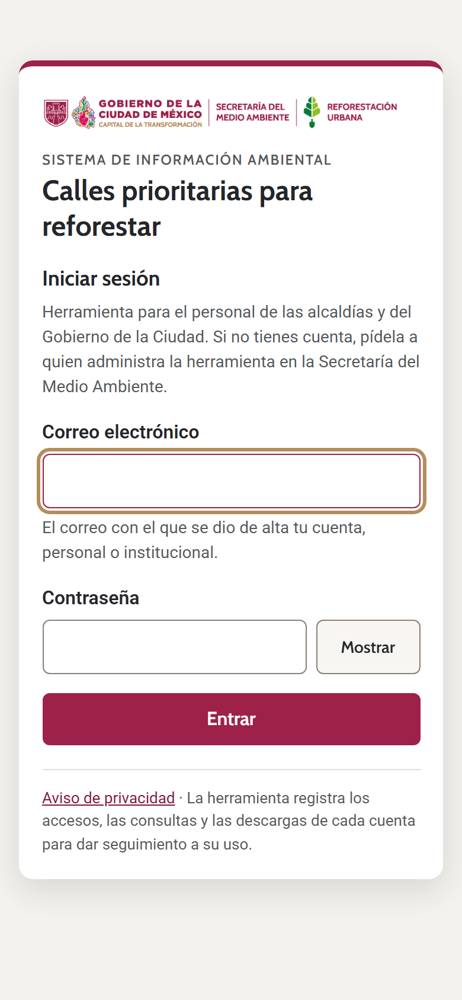 GOBIERNO DE LA
CIUDAD DE MÉXICO
CAPITAL DE LA TRANSFORMACIÓN
SECRETARÍA DEL
MEDIO AMBIENTE
REFORESTACIÓN
URBANA
SISTEMA DE INFORMACIÓN AMBIENTAL
Calles prioritarias para
reforestar
Iniciar sesión
Herramienta para el personal de las alcaldías y del
Gobierno de la Ciudad. Si no tienes cuenta, pídela a
quien administra la herramienta en la Secretaría del
Medio Ambiente.
Correo electrónico
El correo con el que se dio de alta tu cuenta,
personal o institucional.
Contraseña
Mostrar
Entrar
Aviso de privacidad · La herramienta registra los
accesos, las consultas y las descargas de cada cuenta
para dar seguimiento a su uso.